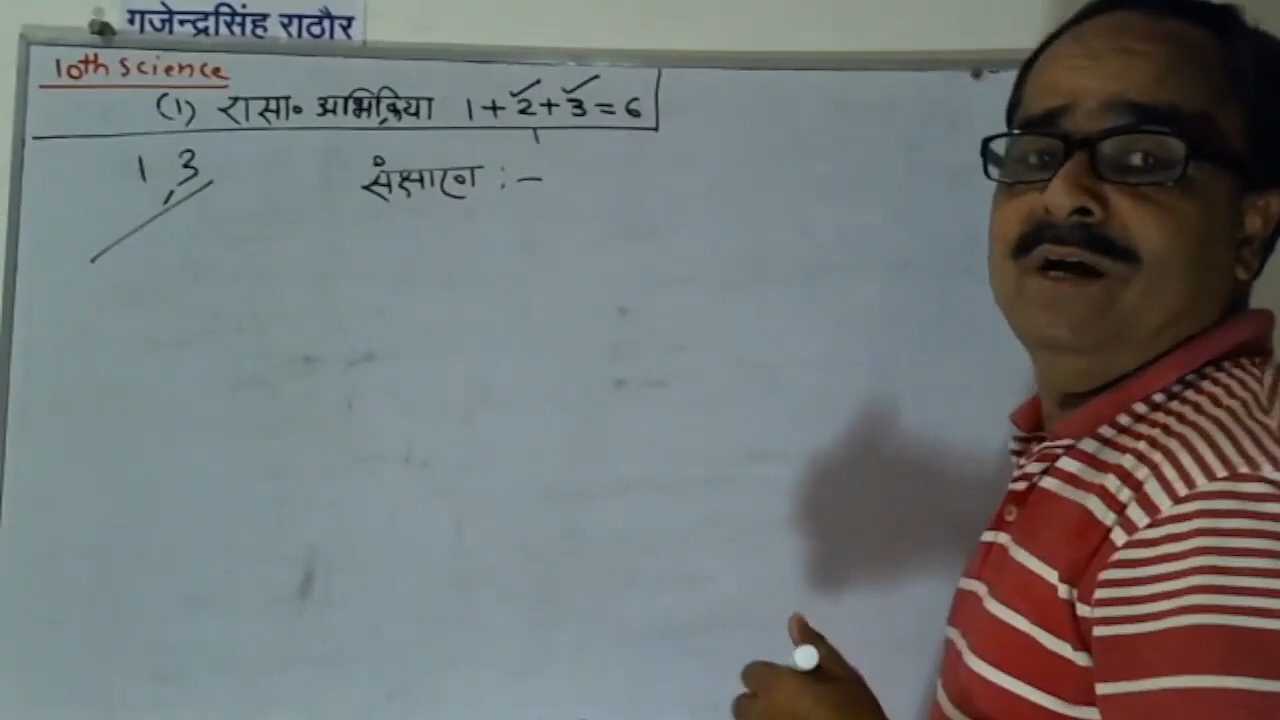 गजेन्द्रसिंह राठौर
10th Science
(1) रासा॰ अभिक्रिया 1 + 2 + 3 = 6
1 3 संक्षारण :-